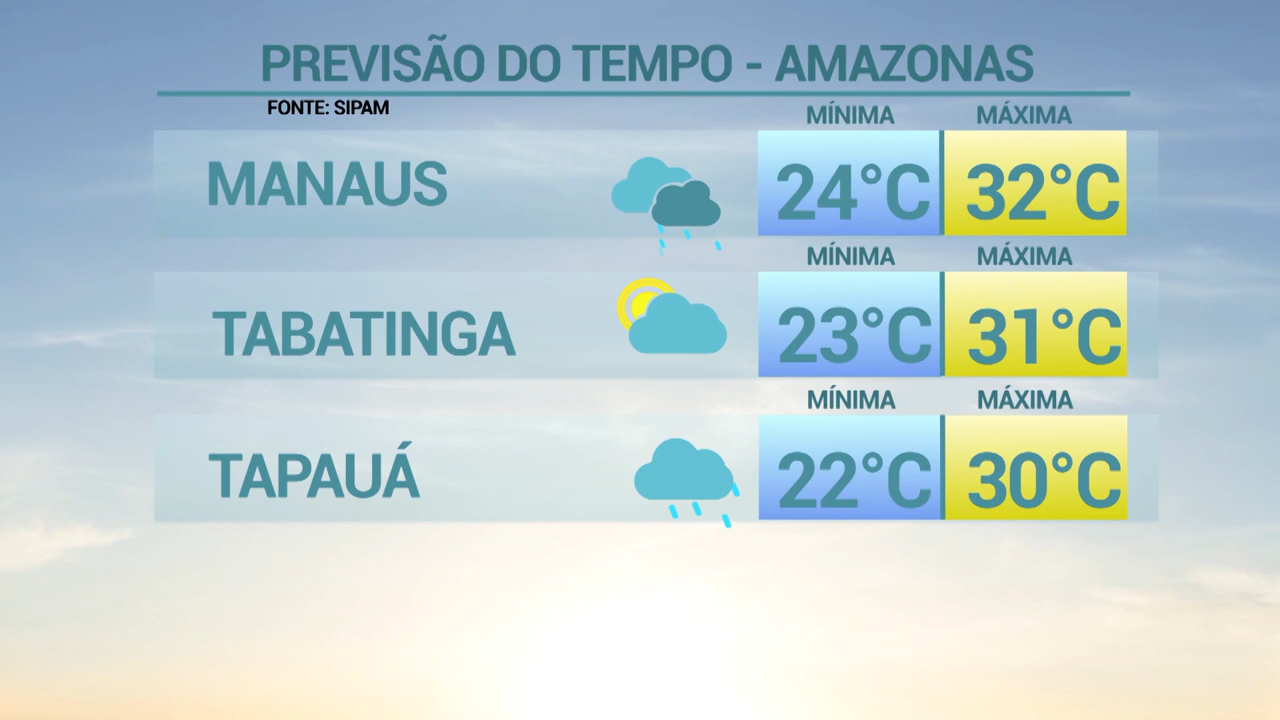 PREVISÃO DO TEMPO - AMAZONAS
FONTE: SIPAM
MÍNIMA MÁXIMA
MANAUS 24°C 32°C
MÍNIMA MÁXIMA
TABATINGA 23°C 31°C
MÍNIMA MÁXIMA
TAPAUÁ 22°C 30°C